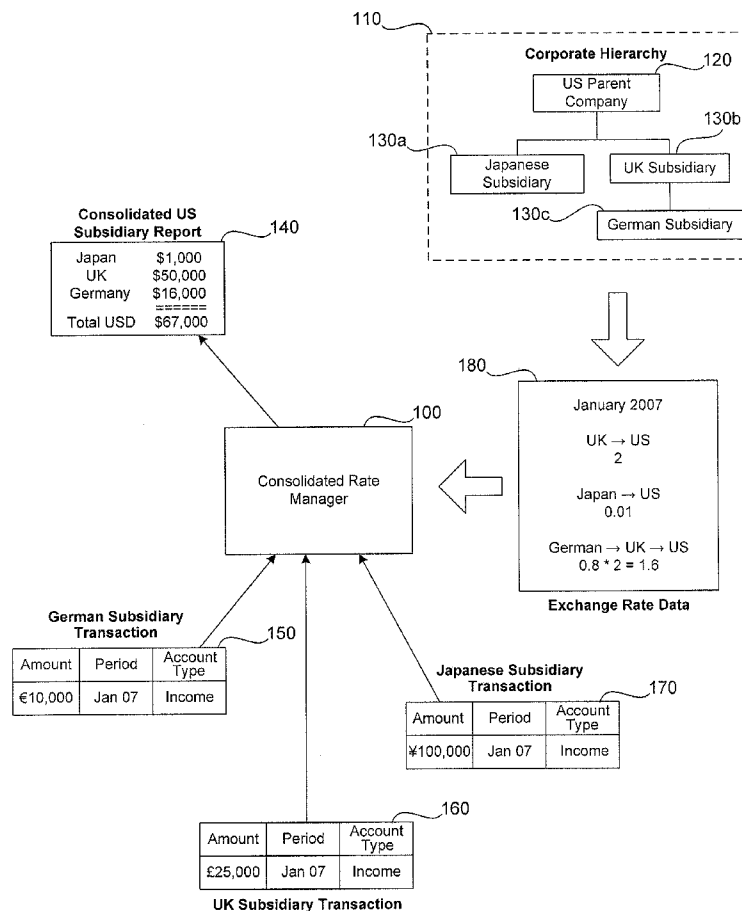 110
Corporate Hierarchy
120
US Parent
Company
130a
130b
Japanese
Subsidiary
UK Subsidiary
130c
German Subsidiary
Consolidated US
Subsidiary Report
140
Japan $1,000
UK $50,000
Germany $16,000
======
Total USD $67,000
180
January 2007
UK → US
2
Japan → US
0.01
German → UK → US
0.8 * 2 = 1.6
Exchange Rate Data
100
Consolidated Rate
Manager
German Subsidiary
Transaction
150
Amount Period Account
Type
€10,000 Jan 07 Income
Japanese Subsidiary
Transaction
170
Amount Period Account
Type
¥100,000 Jan 07 Income
160
Amount Period Account
Type
£25,000 Jan 07 Income
UK Subsidiary Transaction